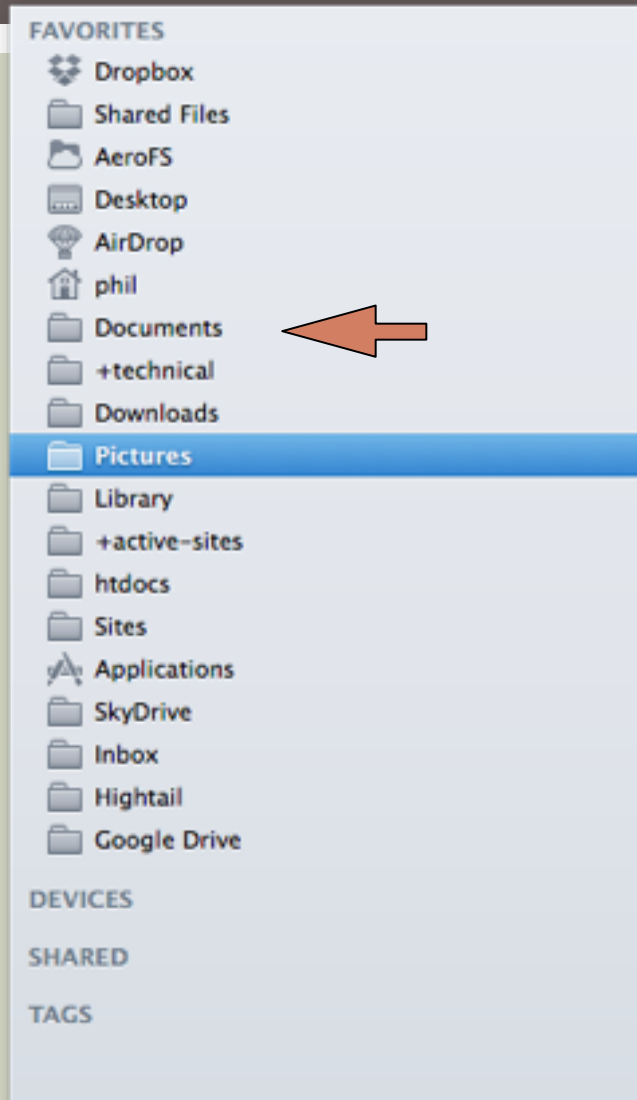 FAVORITES
Dropbox
Shared Files
AeroFS
Desktop
AirDrop
phil
Documents
+technical
Downloads
Pictures
Library
+active-sites
htdocs
Sites
Applications
SkyDrive
Inbox
Hightail
Google Drive
DEVICES
SHARED
TAGS